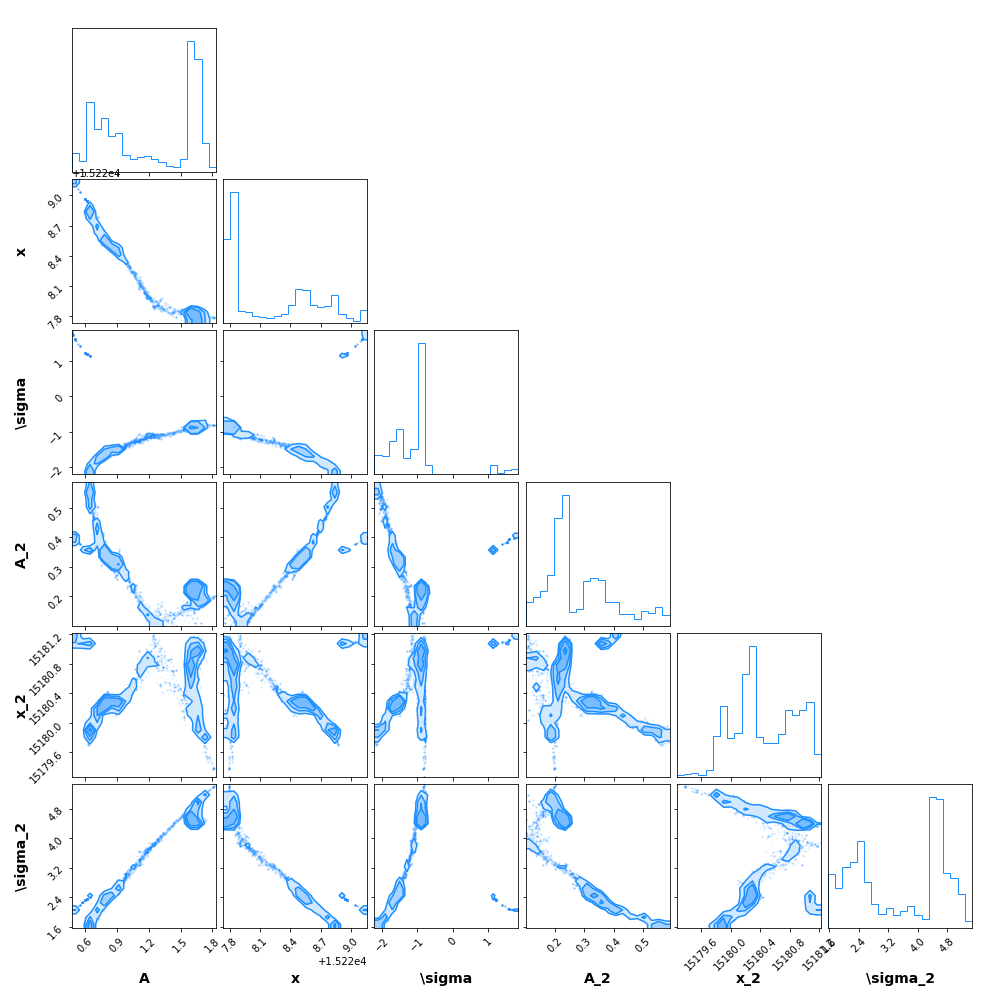 +1.522e4
9.0
8.7
8.4
8.1
7.8
x
1
0
−1
−2
\sigma
0.5
0.4
0.3
0.2
A_2
15181.2
15180.8
15180.4
15180.0
15179.6
x_2
4.8
4.0
3.2
2.4
1.6
\sigma_2
0.6 0.9 1.2 1.5 1.8
7.8 8.1 8.4 8.7 9.0
−2 −1 0 1
0.2 0.3 0.4 0.5
15179.6 15180.0 15180.4 15180.8 15181.2
1.6 2.4 3.2 4.0 4.8
+1.522e4
A x \sigma A_2 x_2 \sigma_2